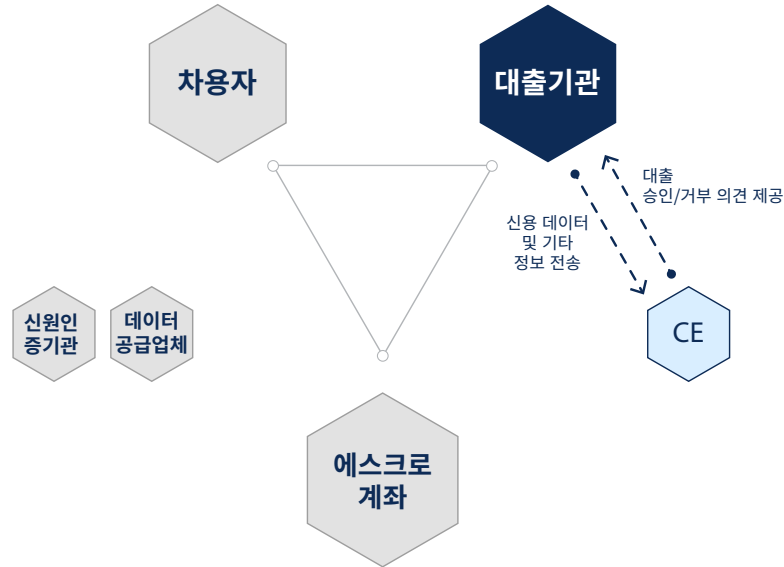 차용자
대출기관
대출
승인/거부 의견 제공
신용 데이터
및 기타
정보 전송
신원인
증기관
데이터
공급업체
CE
에스크로
계좌